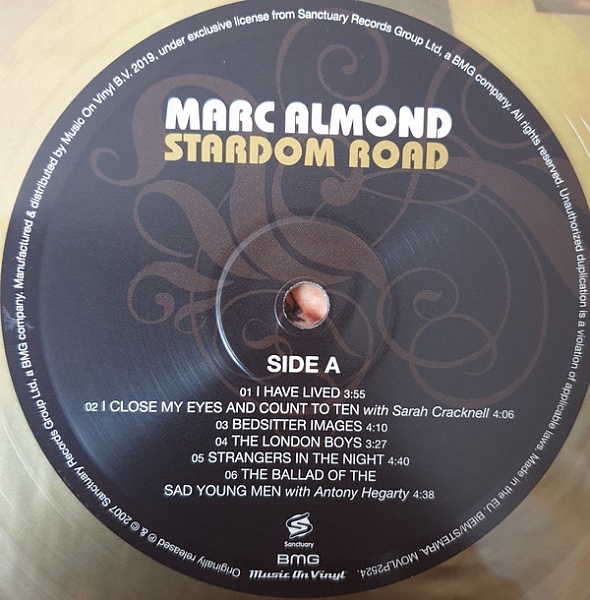 MARC ALMOND
STARDOM ROAD
SIDE A
01 I HAVE LIVED 3:55
02 I CLOSE MY EYES AND COUNT TO TEN with Sarah Cracknell 4:06
03 BEDSITTER IMAGES 4:10
04 THE LONDON BOYS 3:27
05 STRANGERS IN THE NIGHT 4:40
06 THE BALLAD OF THE
SAD YOUNG MEN with Antony Hegarty 4:38
Sanctuary
BMG
Music On Vinyl
Originally released ℗ & © 2007 Sanctuary Records Group Ltd, a BMG company. Manufactured & distributed by Music On Vinyl B.V. 2019, under exclusive license from Sanctuary Records Group Ltd, a BMG company. All rights reserved. Unauthorized duplication is a violation of applicable laws. Made in the EU. BIEM/STEMRA. MOVLP2524.